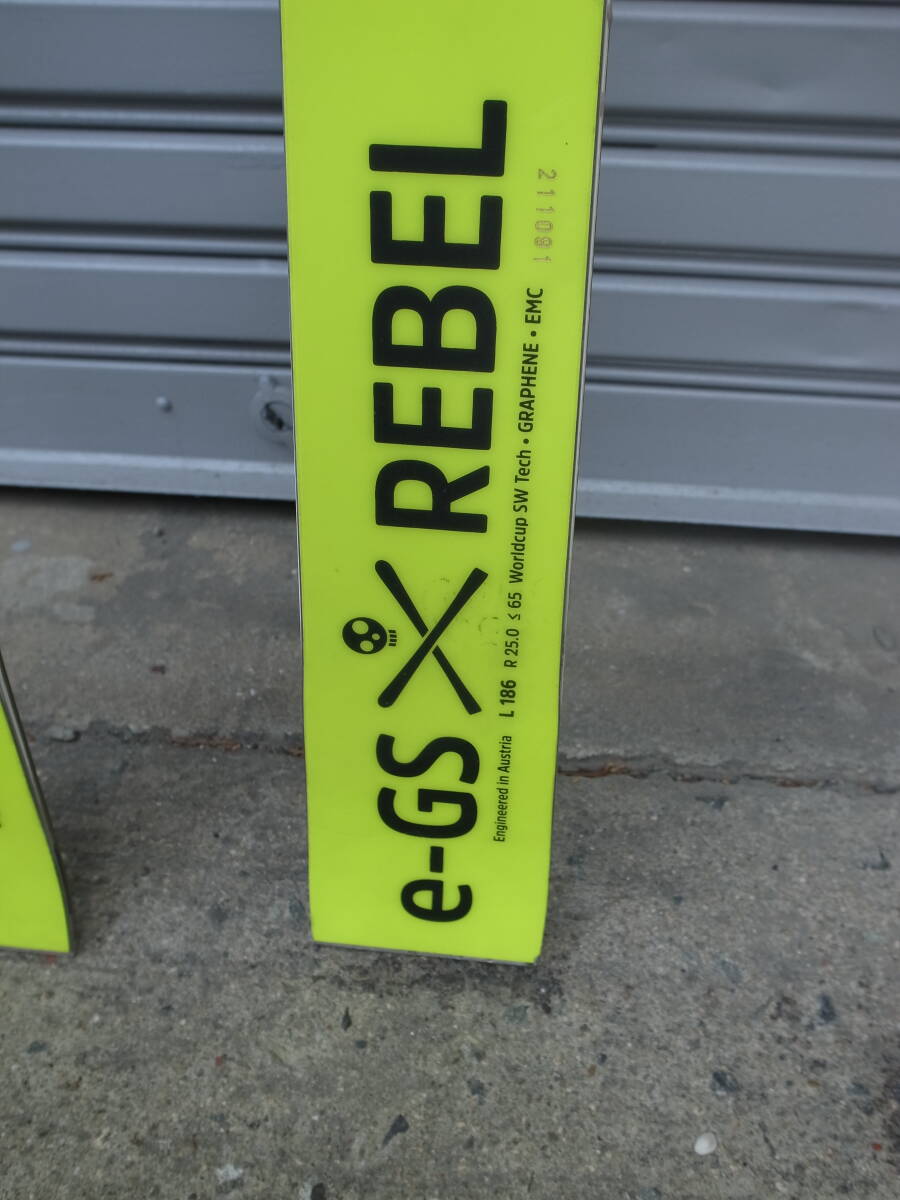 e-GS REBEL
Engineered in Austria L 186 R 25.0 ≤ 65 Worldcup SW Tech • GRAPHENE • EMC
211091